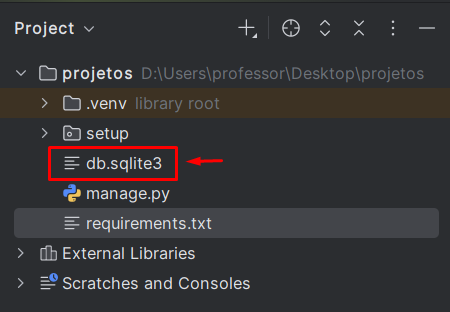 Project
projetos D:\Users\professor\Desktop\projetos
.venv library root
setup
db.sqlite3
manage.py
requirements.txt
External Libraries
Scratches and Consoles